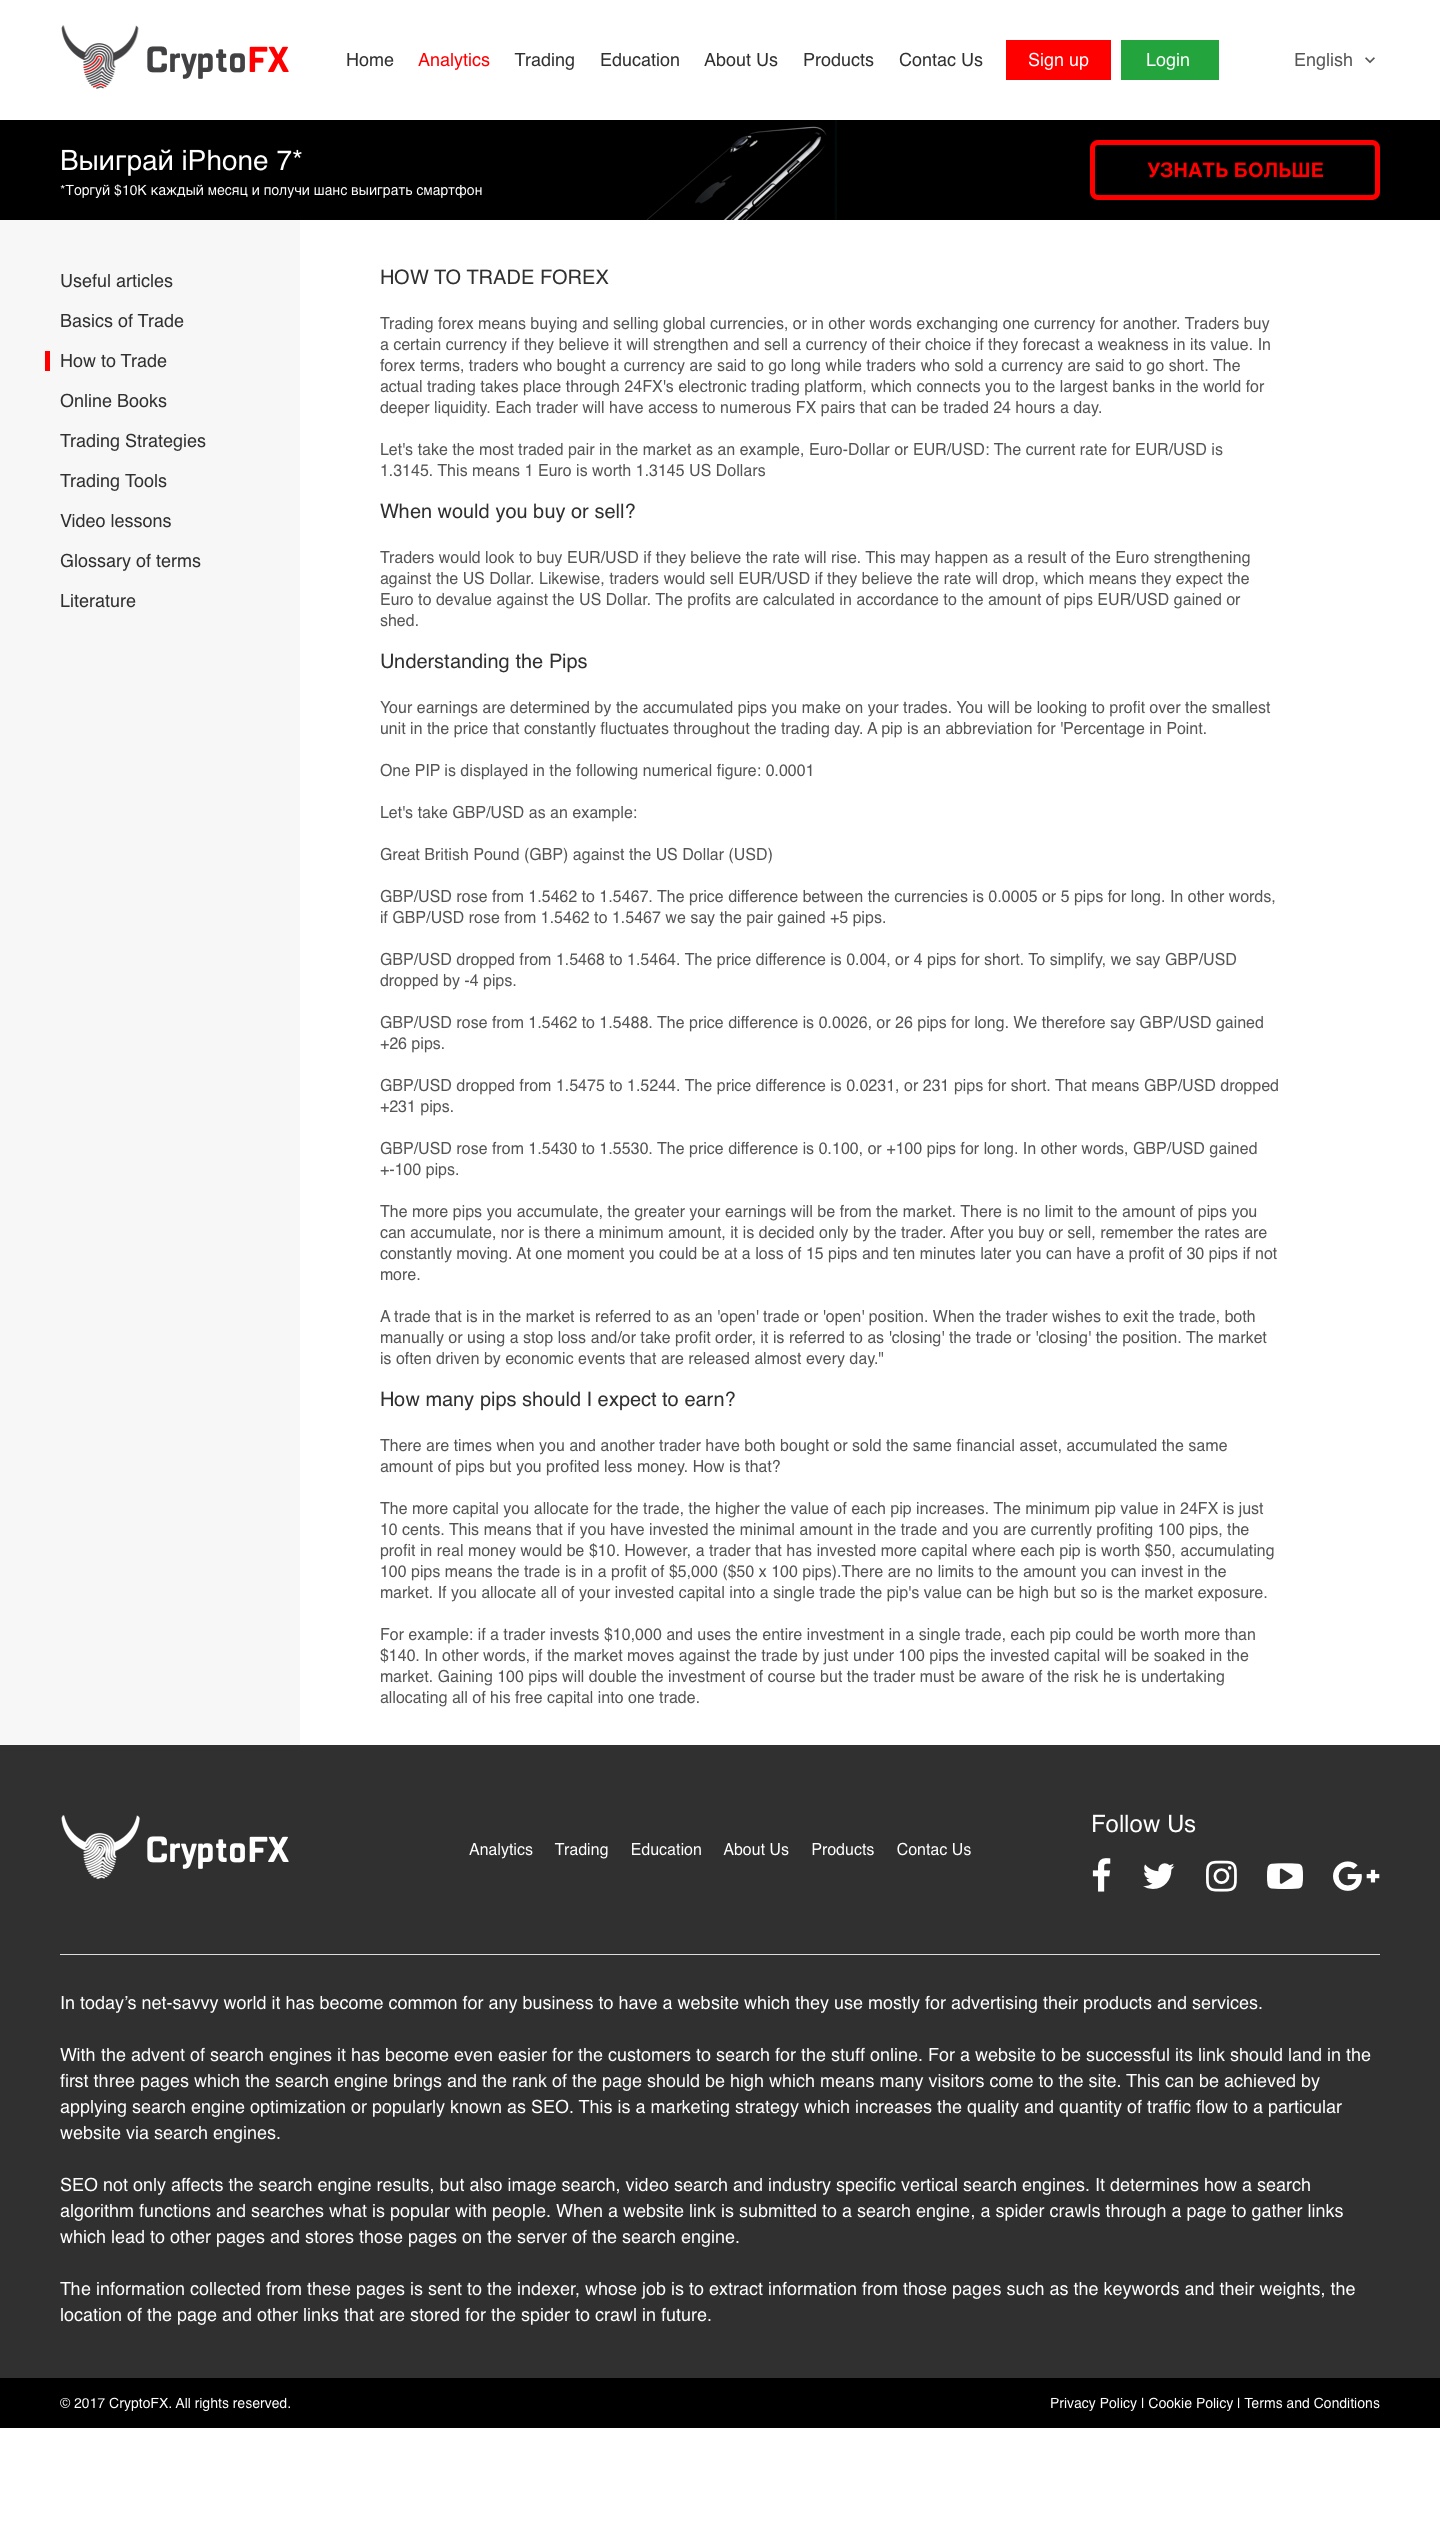 CryptoFX
Home Analytics Trading Education About Us Products Contac Us Sign up Login English
Выиграй iPhone 7*
*Торгуй $10K каждый месяц и получи шанс выиграть смартфон
УЗНАТЬ БОЛЬШЕ
Useful articles
Basics of Trade
How to Trade
Online Books
Trading Strategies
Trading Tools
Video lessons
Glossary of terms
Literature
HOW TO TRADE FOREX
Trading forex means buying and selling global currencies, or in other words exchanging one currency for another. Traders buy
a certain currency if they believe it will strengthen and sell a currency of their choice if they forecast a weakness in its value. In
forex terms, traders who bought a currency are said to go long while traders who sold a currency are said to go short. The
actual trading takes place through 24FX's electronic trading platform, which connects you to the largest banks in the world for
deeper liquidity. Each trader will have access to numerous FX pairs that can be traded 24 hours a day.
Let's take the most traded pair in the market as an example, Euro-Dollar or EUR/USD: The current rate for EUR/USD is
1.3145. This means 1 Euro is worth 1.3145 US Dollars
When would you buy or sell?
Traders would look to buy EUR/USD if they believe the rate will rise. This may happen as a result of the Euro strengthening
against the US Dollar. Likewise, traders would sell EUR/USD if they believe the rate will drop, which means they expect the
Euro to devalue against the US Dollar. The profits are calculated in accordance to the amount of pips EUR/USD gained or
shed.
Understanding the Pips
Your earnings are determined by the accumulated pips you make on your trades. You will be looking to profit over the smallest
unit in the price that constantly fluctuates throughout the trading day. A pip is an abbreviation for 'Percentage in Point.
One PIP is displayed in the following numerical figure: 0.0001
Let's take GBP/USD as an example:
Great British Pound (GBP) against the US Dollar (USD)
GBP/USD rose from 1.5462 to 1.5467. The price difference between the currencies is 0.0005 or 5 pips for long. In other words,
if GBP/USD rose from 1.5462 to 1.5467 we say the pair gained +5 pips.
GBP/USD dropped from 1.5468 to 1.5464. The price difference is 0.004, or 4 pips for short. To simplify, we say GBP/USD
dropped by -4 pips.
GBP/USD rose from 1.5462 to 1.5488. The price difference is 0.0026, or 26 pips for long. We therefore say GBP/USD gained
+26 pips.
GBP/USD dropped from 1.5475 to 1.5244. The price difference is 0.0231, or 231 pips for short. That means GBP/USD dropped
+231 pips.
GBP/USD rose from 1.5430 to 1.5530. The price difference is 0.100, or +100 pips for long. In other words, GBP/USD gained
+-100 pips.
The more pips you accumulate, the greater your earnings will be from the market. There is no limit to the amount of pips you
can accumulate, nor is there a minimum amount, it is decided only by the trader. After you buy or sell, remember the rates are
constantly moving. At one moment you could be at a loss of 15 pips and ten minutes later you can have a profit of 30 pips if not
more.
A trade that is in the market is referred to as an 'open' trade or 'open' position. When the trader wishes to exit the trade, both
manually or using a stop loss and/or take profit order, it is referred to as 'closing' the trade or 'closing' the position. The market
is often driven by economic events that are released almost every day."
How many pips should I expect to earn?
There are times when you and another trader have both bought or sold the same financial asset, accumulated the same
amount of pips but you profited less money. How is that?
The more capital you allocate for the trade, the higher the value of each pip increases. The minimum pip value in 24FX is just
10 cents. This means that if you have invested the minimal amount in the trade and you are currently profiting 100 pips, the
profit in real money would be $10. However, a trader that has invested more capital where each pip is worth $50, accumulating
100 pips means the trade is in a profit of $5,000 ($50 x 100 pips).There are no limits to the amount you can invest in the
market. If you allocate all of your invested capital into a single trade the pip's value can be high but so is the market exposure.
For example: if a trader invests $10,000 and uses the entire investment in a single trade, each pip could be worth more than
$140. In other words, if the market moves against the trade by just under 100 pips the invested capital will be soaked in the
market. Gaining 100 pips will double the investment of course but the trader must be aware of the risk he is undertaking
allocating all of his free capital into one trade.
CryptoFX
Analytics Trading Education About Us Products Contac Us
Follow Us
In today’s net-savvy world it has become common for any business to have a website which they use mostly for advertising their products and services.
With the advent of search engines it has become even easier for the customers to search for the stuff online. For a website to be successful its link should land in the
first three pages which the search engine brings and the rank of the page should be high which means many visitors come to the site. This can be achieved by
applying search engine optimization or popularly known as SEO. This is a marketing strategy which increases the quality and quantity of traffic flow to a particular
website via search engines.
SEO not only affects the search engine results, but also image search, video search and industry specific vertical search engines. It determines how a search
algorithm functions and searches what is popular with people. When a website link is submitted to a search engine, a spider crawls through a page to gather links
which lead to other pages and stores those pages on the server of the search engine.
The information collected from these pages is sent to the indexer, whose job is to extract information from those pages such as the keywords and their weights, the
location of the page and other links that are stored for the spider to crawl in future.
© 2017 CryptoFX. All rights reserved.
Privacy Policy | Cookie Policy | Terms and Conditions